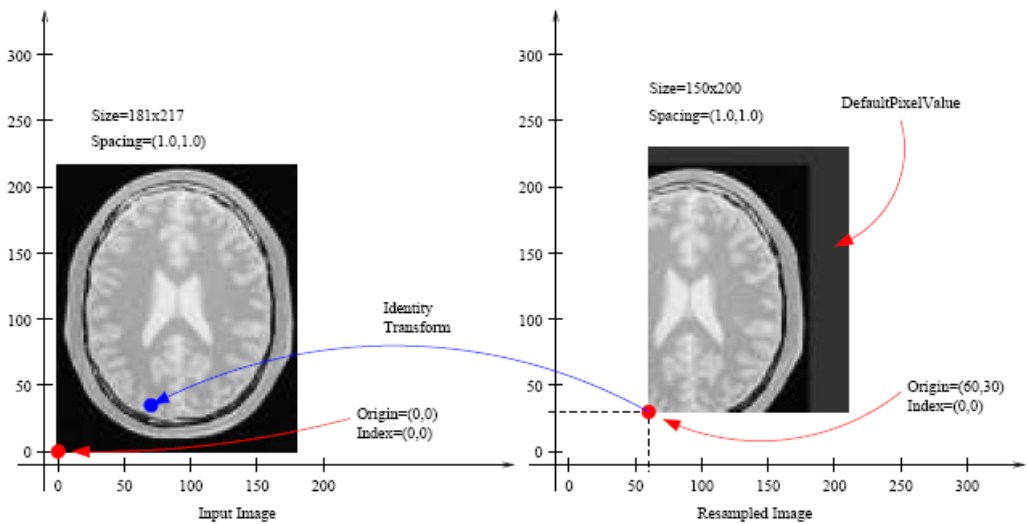 300
250
200
150
100
50
0
Size=181x217
Spacing=(1.0,1.0)
Origin=(0,0)
Index=(0,0)
0 50 100 150 200
Input Image
Identity
Transform
300
250
200
150
100
50
0
Size=150x200
Spacing=(1.0,1.0)
DefaultPixelValue
Origin=(60,30)
Index=(0,0)
0 50 100 150 200 250 300
Resampled Image